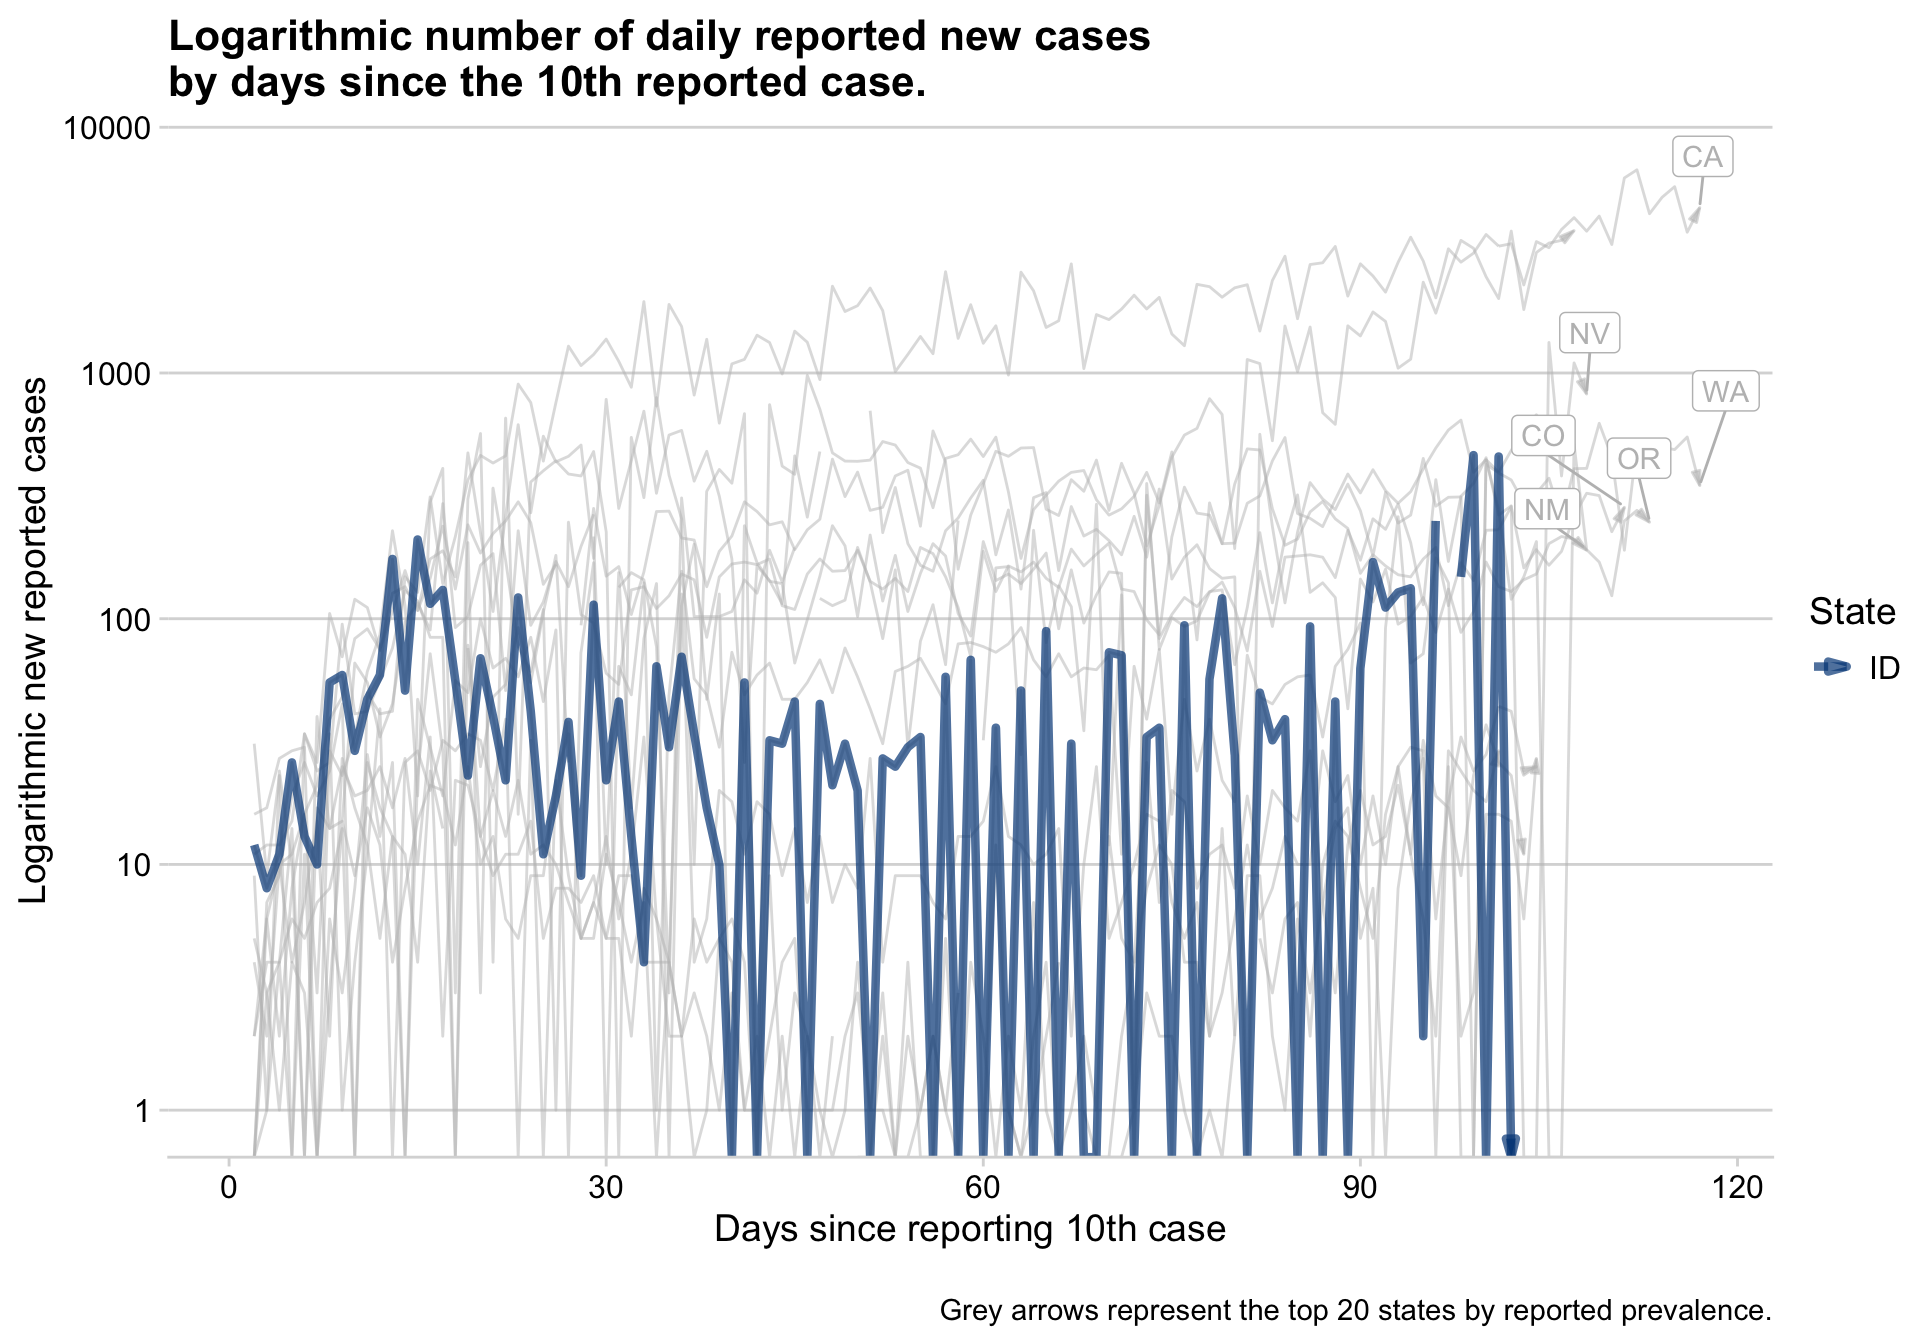 Logarithmic number of daily reported new cases
by days since the 10th reported case.
10000
1000
100
10
1
Logarithmic new reported cases
CA
NV
WA
CO
OR
NM
State
ID
0
30
60
90
120
Days since reporting 10th case
Grey arrows represent the top 20 states by reported prevalence.